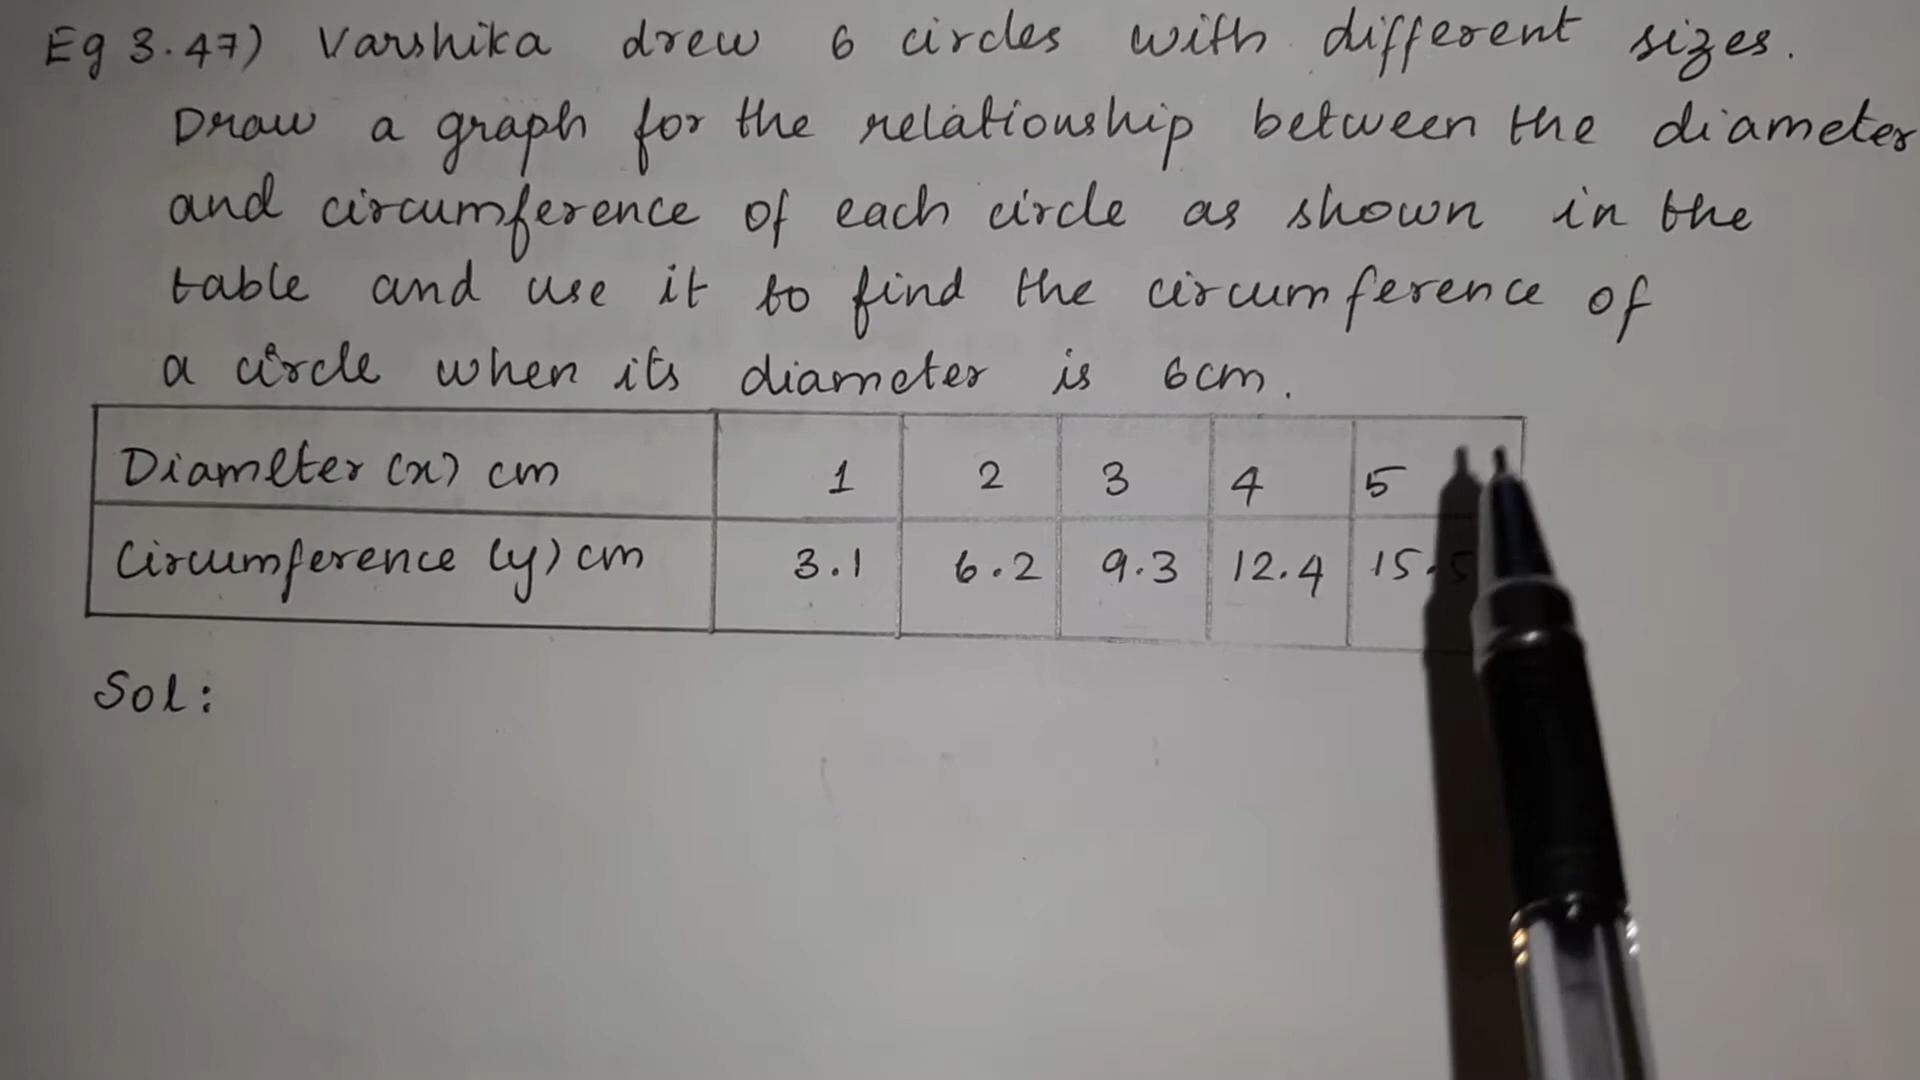 Eg 3.47) Varshika drew 6 circles with different sizes.
Draw a graph for the relationship between the diameter
and circumference of each circle as shown in the
table and use it to find the circumference of
a circle when its diameter is 6cm.
Diameter (x) cm 1 2 3 4 5
Circumference (y) cm 3.1 6.2 9.3 12.4 15.5
Sol: